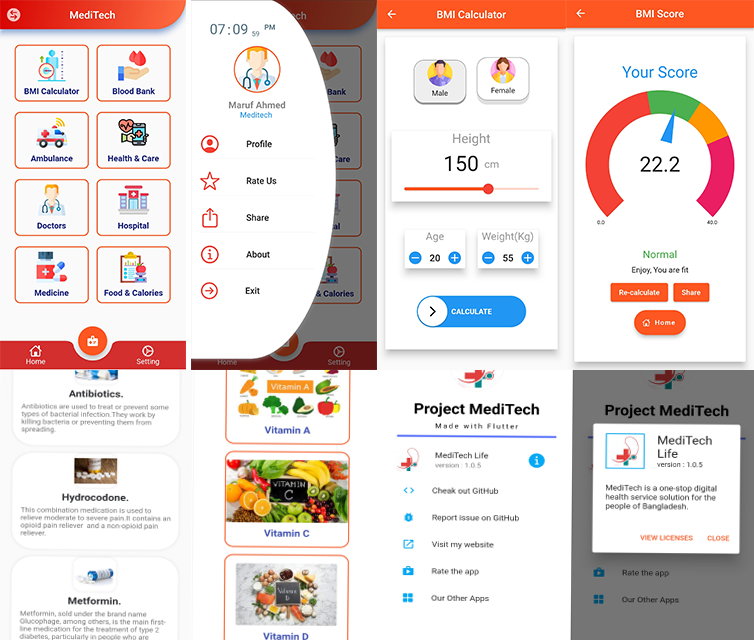 MediTech
BMI Calculator
Blood Bank
Ambulance
Health & Care
Doctors
Hospital
Medicine
Food & Calories
Home
Setting
07:09 59 PM
ch
Maruf Ahmed
Meditech
Profile
Rate Us
Share
About
Exit
Bank
Care
al
& Calories
Home
Setting
BMI Calculator
Male
Female
Height
150 cm
Age
Weight(Kg)
20
55
CALCULATE
BMI Score
Your Score
22.2
0.0
40.0
Normal
Enjoy, You are fit
Re-calculate
Share
Home
Antibiotics.
Antibiotics are used to treat or prevent some
types of bacterial infection.They work by
killing bacteria or preventing them from
spreading.
Hydrocodone.
This combination medication is used to
relieve moderate to severe pain.It contains an
opioid pain reliever and a non-opioid pain
reliever.
Metformin.
Metformin, sold under the brand name
Glucophage, among others, is the main first-
line medication for the treatment of type 2
diabetes, particularly in people who are
Vitamin A
Vitamin A
VITAMIN
C
Vitamin C
Vitamin D
Project MediTech
Made with Flutter
MediTech Life
version : 1.0.5
Cheak out GitHub
Report issue on GitHub
Visit my website
Rate the app
Our Other Apps
Project MediTech
MediTech
Life
version : 1.0.5
MediTech is a one-stop digital
health service solution for the
people of Bangladesh.
VIEW LICENSES
CLOSE
Rate the app
Our Other Apps